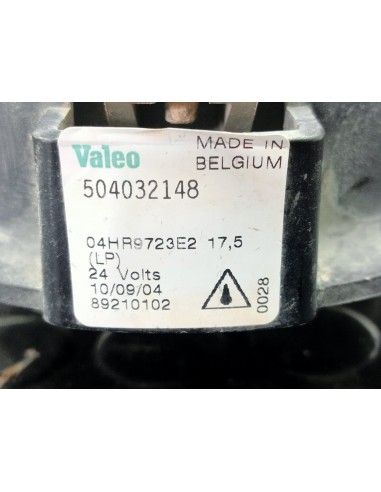 Valeo
MADE IN
BELGIUM
504032148
04HR9723E2 17,5
(LP)
24 Volts
10/09/04
89210102
0028